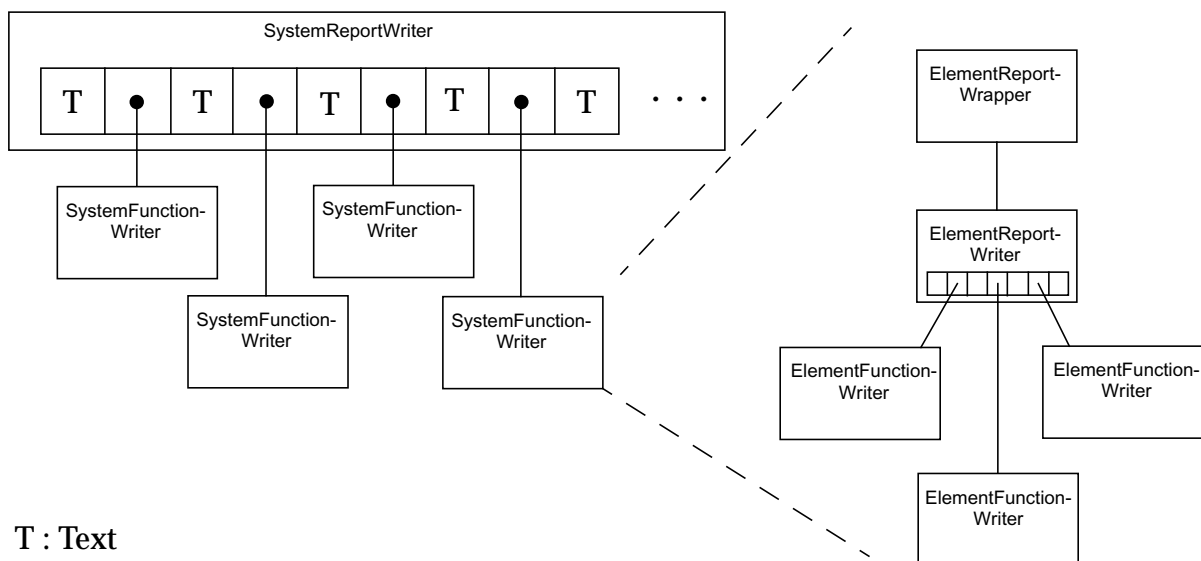 SystemReportWriter
T
T
T
T
T
. . .
SystemFunction-
Writer
SystemFunction-
Writer
SystemFunction-
Writer
SystemFunction-
Writer
ElementReport-
Wrapper
ElementReport-
Writer
ElementFunction-
Writer
ElementFunction-
Writer
ElementFunction-
Writer
T : Text